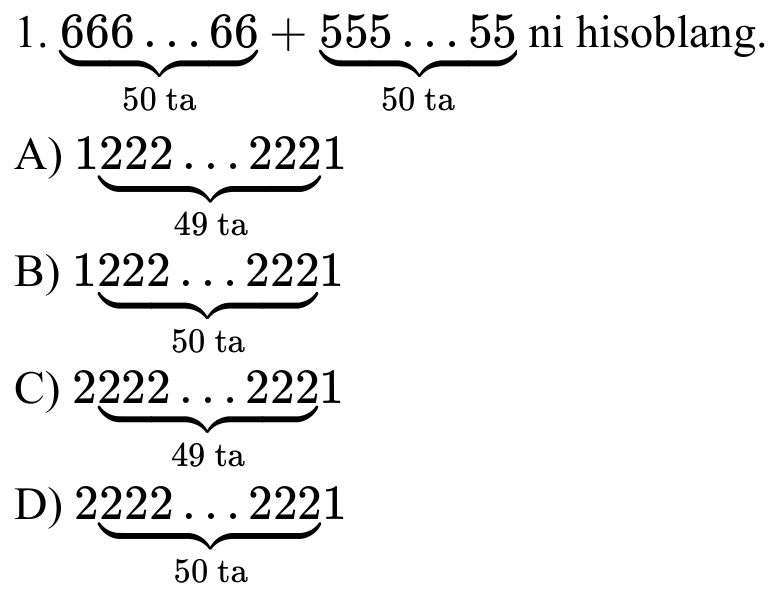 1. 666...66 + 555...55 ni hisoblang.
50 ta 50 ta
A) 1222...2221
49 ta
B) 1222...2221
50 ta
C) 2222...2221
49 ta
D) 2222...2221
50 ta